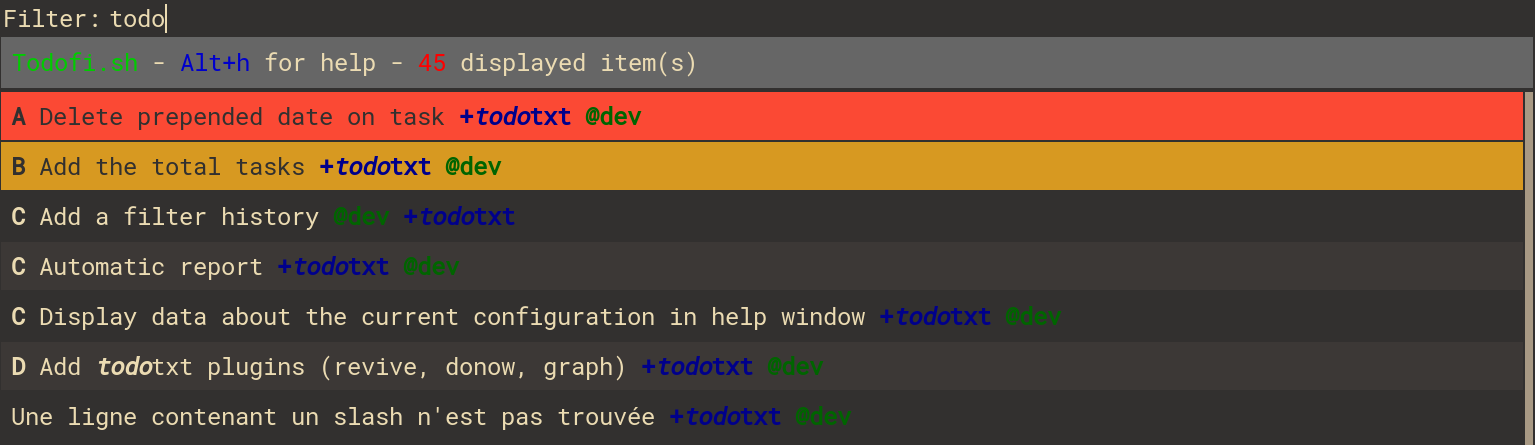 Filter: todo
Todofi.sh - Alt+h for help - 45 displayed item(s)
A Delete prepended date on task +todotxt @dev
B Add the total tasks +todotxt @dev
C Add a filter history @dev +todotxt
C Automatic report +todotxt @dev
C Display data about the current configuration in help window +todotxt @dev
D Add todotxt plugins (revive, donow, graph) +todotxt @dev
Une ligne contenant un slash n'est pas trouvée +todotxt @dev